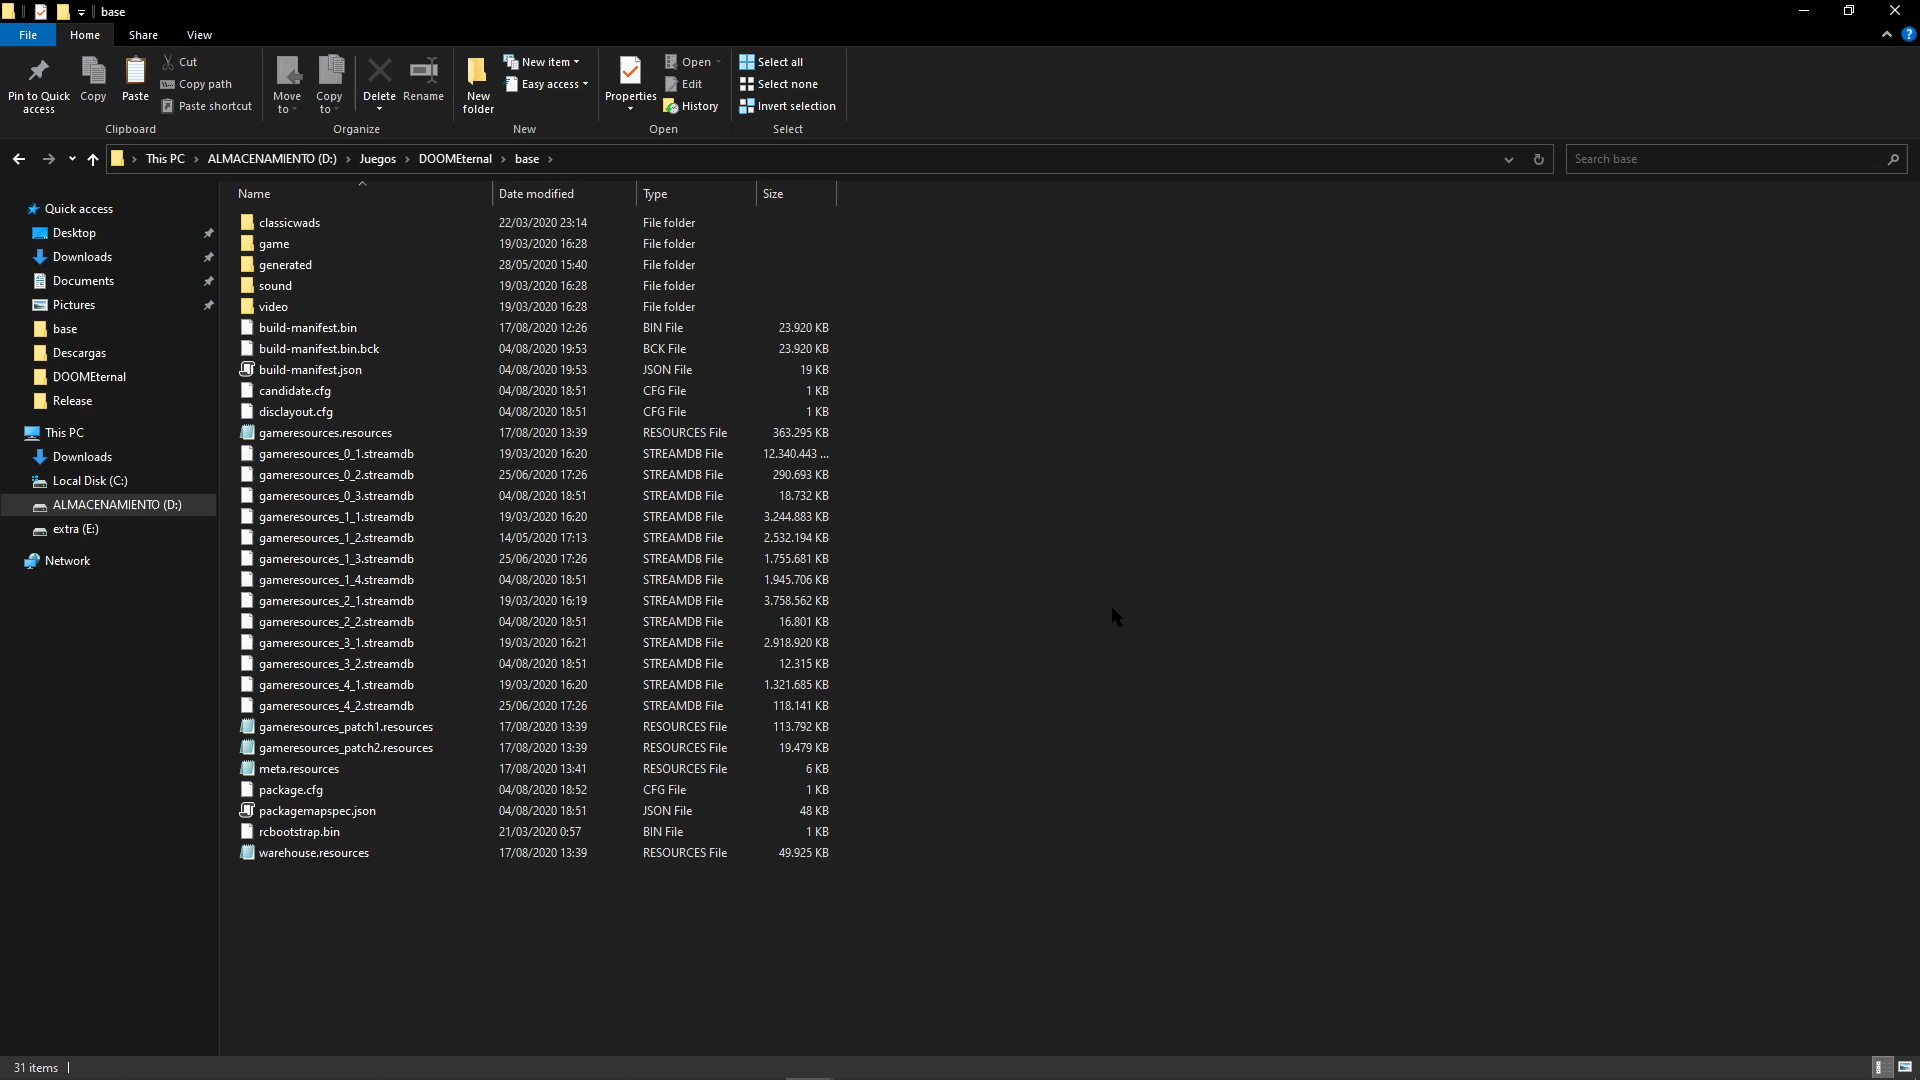 base
File Home Share View
Pin to Quick access
Copy
Paste
Cut
Copy path
Paste shortcut
Clipboard
Move to
Copy to
Delete
Rename
Organize
New folder
New item
Easy access
New
Properties
Open
Edit
History
Open
Select all
Select none
Invert selection
Select
This PC › ALMACENAMIENTO (D:) › Juegos › DOOMEternal › base ›
Search base
Quick access
Desktop
Downloads
Documents
Pictures
base
Descargas
DOOMEternal
Release
This PC
Downloads
Local Disk (C:)
ALMACENAMIENTO (D:)
extra (E:)
Network
Name Date modified Type Size
classicwads 22/03/2020 23:14 File folder
game 19/03/2020 16:28 File folder
generated 28/05/2020 15:40 File folder
sound 19/03/2020 16:28 File folder
video 19/03/2020 16:28 File folder
build-manifest.bin 17/08/2020 12:26 BIN File 23.920 KB
build-manifest.bin.bck 04/08/2020 19:53 BCK File 23.920 KB
build-manifest.json 04/08/2020 19:53 JSON File 19 KB
candidate.cfg 04/08/2020 18:51 CFG File 1 KB
disclayout.cfg 04/08/2020 18:51 CFG File 1 KB
gameresources.resources 17/08/2020 13:39 RESOURCES File 363.295 KB
gameresources_0_1.streamdb 19/03/2020 16:20 STREAMDB File 12.340.443 ...
gameresources_0_2.streamdb 25/06/2020 17:26 STREAMDB File 290.693 KB
gameresources_0_3.streamdb 04/08/2020 18:51 STREAMDB File 18.732 KB
gameresources_1_1.streamdb 19/03/2020 16:20 STREAMDB File 3.244.883 KB
gameresources_1_2.streamdb 14/05/2020 17:13 STREAMDB File 2.532.194 KB
gameresources_1_3.streamdb 25/06/2020 17:26 STREAMDB File 1.755.681 KB
gameresources_1_4.streamdb 04/08/2020 18:51 STREAMDB File 1.945.706 KB
gameresources_2_1.streamdb 19/03/2020 16:19 STREAMDB File 3.758.562 KB
gameresources_2_2.streamdb 04/08/2020 18:51 STREAMDB File 16.801 KB
gameresources_3_1.streamdb 19/03/2020 16:21 STREAMDB File 2.918.920 KB
gameresources_3_2.streamdb 04/08/2020 18:51 STREAMDB File 12.315 KB
gameresources_4_1.streamdb 19/03/2020 16:20 STREAMDB File 1.321.685 KB
gameresources_4_2.streamdb 25/06/2020 17:26 STREAMDB File 118.141 KB
gameresources_patch1.resources 17/08/2020 13:39 RESOURCES File 113.792 KB
gameresources_patch2.resources 17/08/2020 13:39 RESOURCES File 19.479 KB
meta.resources 17/08/2020 13:41 RESOURCES File 6 KB
package.cfg 04/08/2020 18:52 CFG File 1 KB
packagemapspec.json 04/08/2020 18:51 JSON File 48 KB
rcbootstrap.bin 21/03/2020 0:57 BIN File 1 KB
warehouse.resources 17/08/2020 13:39 RESOURCES File 49.925 KB
31 items